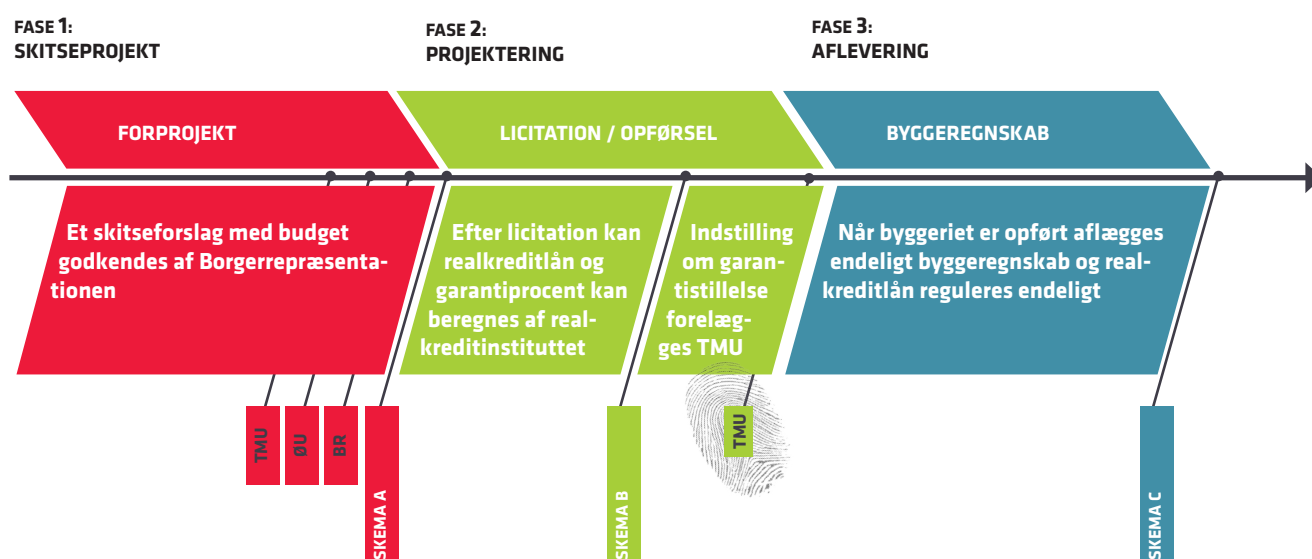 FASE 1:
SKITSEPROJEKT
FASE 2:
PROJEKTERING
FASE 3:
AFLEVERING
FORPROJEKT
LICITATION / OPFØRSEL
BYGGEREGNSKAB
Et skitseforslag med budget
godkendes af Borgerrepræsenta-
tionen
Efter licitation kan
realkreditlån og
garantiprocent kan
beregnes af real-
kreditinstituttet
Indstilling
om garan-
tistillelse
forelæg-
ges TMU
Når byggeriet er opført aflægges
endeligt byggeregnskab og real-
kreditlån reguleres endeligt
TMU
ØU
BR
SKEMA A
SKEMA B
TMU
SKEMA C